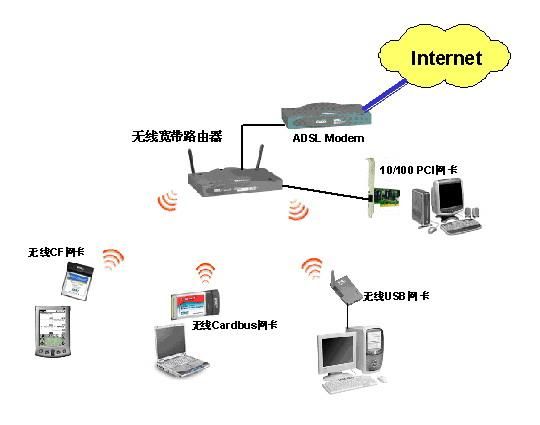 Internet
无线宽带路由器
ADSL Modem
10/100 PCI网卡
无线CF网卡
无线Cardbus网卡
无线USB网卡